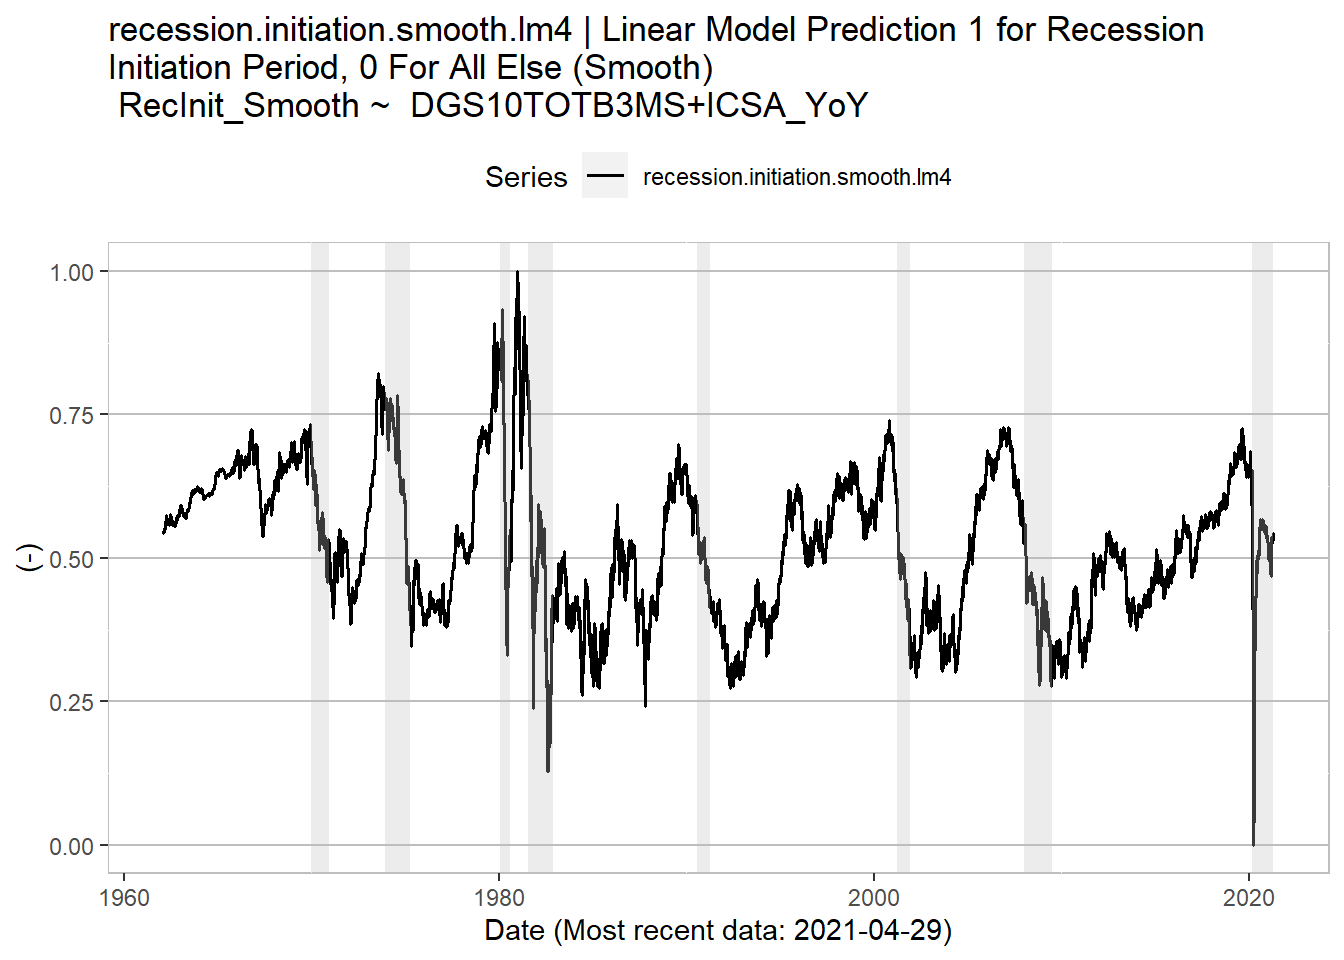 recession.initiation.smooth.lm4 | Linear Model Prediction 1 for Recession
Initiation Period, 0 For All Else (Smooth)
RecInit_Smooth ~  DGS10TOTB3MS+ICSA_YoY
Series
recession.initiation.smooth.lm4
1.00
0.75
0.50
0.25
0.00
(-)
1960
1980
2000
2020
Date (Most recent data: 2021-04-29)